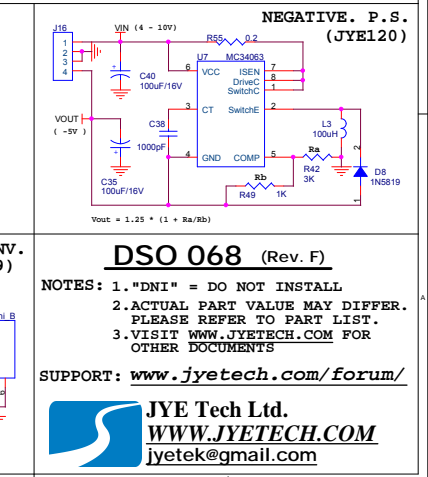 NEGATIVE. P.S.
(JYE120)
J16
1
2
3
4
VIN (4 - 10V)
R55 0.2
U7 MC34063
C40
100uF/16V
6 VCC
ISEN 7
DriveC 8
SwitchC 1
3 CT
SwitchE 2
C38
1000pF
VOUT
( -5V )
L3
100uH
4 GND
COMP 5
Ra
R42
3K
2
D8
1N5819
1
C35
100uF/16V
Rb
R49 1K
Vout = 1.25 * (1 + Ra/Rb)
NV.
9)
ni B
A
DSO 068 (Rev. F)
NOTES: 1."DNI" = DO NOT INSTALL
2.ACTUAL PART VALUE MAY DIFFER.
PLEASE REFER TO PART LIST.
3.VISIT WWW.JYETECH.COM FOR
OTHER DOCUMENTS
SUPPORT: www.jyetech.com/forum/
JYE Tech Ltd.
WWW.JYETECH.COM
jyetek@gmail.com